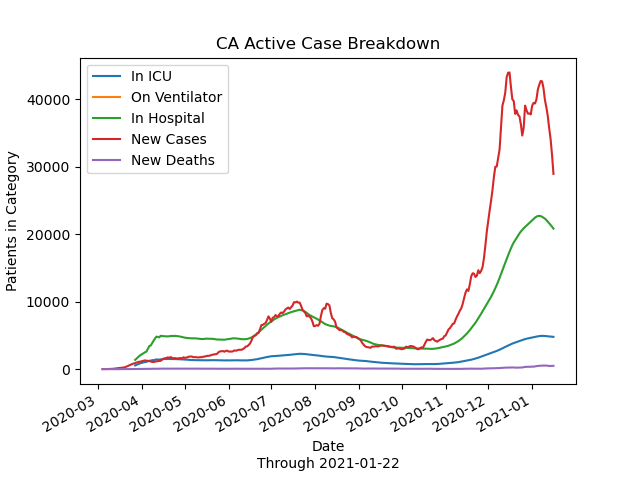 CA Active Case Breakdown
In ICU
On Ventilator
In Hospital
New Cases
New Deaths
Patients in Category
40000
30000
20000
10000
0
2020-03
2020-04
2020-05
2020-06
2020-07
2020-08
2020-09
2020-10
2020-11
2020-12
2021-01
Date
Through 2021-01-22